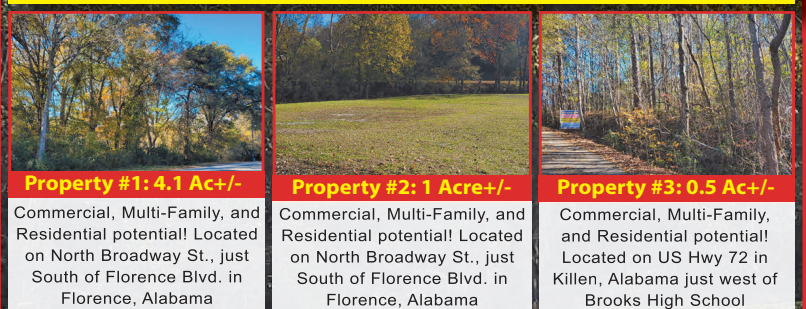 Property #1: 4.1 Ac+/-
Commercial, Multi-Family, and
Residential potential! Located
on North Broadway St., just
South of Florence Blvd. in
Florence, Alabama
Property #2: 1 Acre+/-
Commercial, Multi-Family, and
Residential potential! Located
on North Broadway St., just
South of Florence Blvd. in
Florence, Alabama
Property #3: 0.5 Ac+/-
Commercial, Multi-Family,
and Residential potential!
Located on US Hwy 72 in
Killen, Alabama just west of
Brooks High School